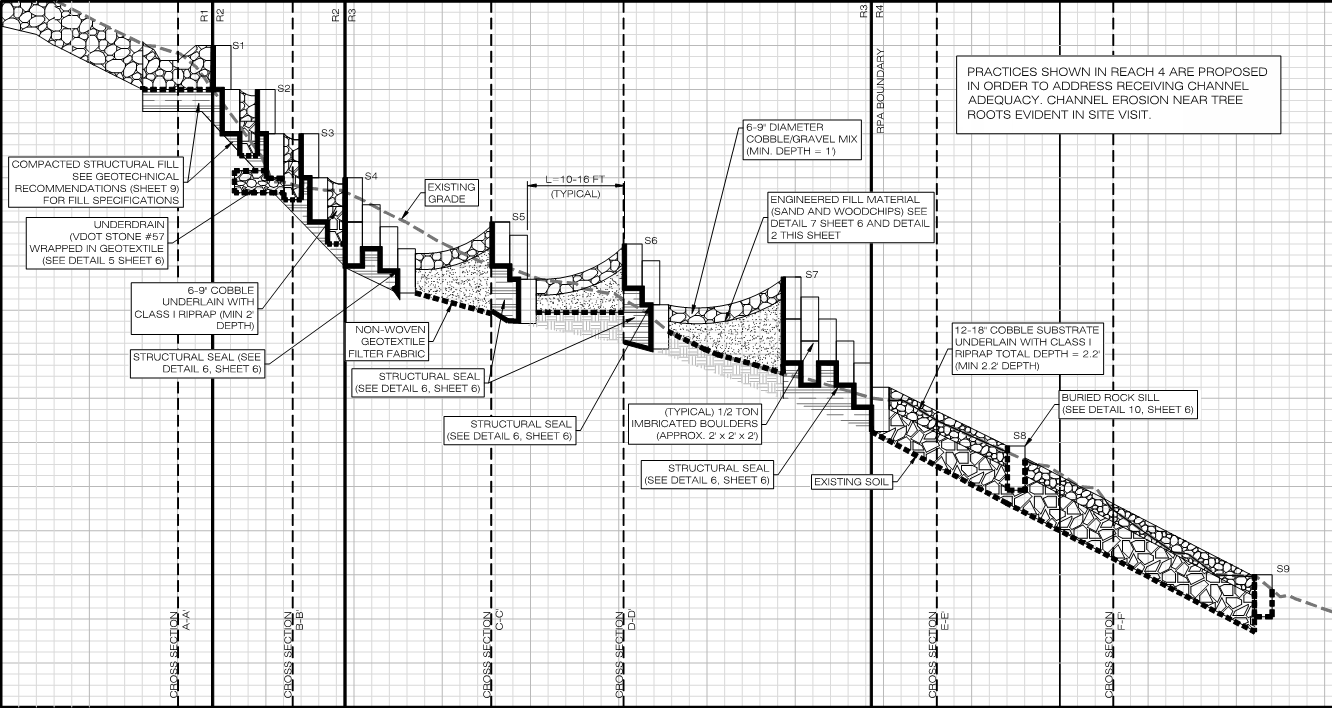 R1
R2
R2
R3
R3
R4
RPA BOUNDARY
S1
S2
S3
S4
S5
S6
S7
S8
S9
PRACTICES SHOWN IN REACH 4 ARE PROPOSED
IN ORDER TO ADDRESS RECEIVING CHANNEL
ADEQUACY. CHANNEL EROSION NEAR TREE
ROOTS EVIDENT IN SITE VISIT.
COMPACTED STRUCTURAL FILL
SEE GEOTECHNICAL
RECOMMENDATIONS (SHEET 9)
FOR FILL SPECIFICATIONS
UNDERDRAIN
(VDOT STONE #57
WRAPPED IN GEOTEXTILE
(SEE DETAIL 5 SHEET 6)
6-9" COBBLE
UNDERLAIN WITH
CLASS I RIPRAP (MIN 2'
DEPTH)
STRUCTURAL SEAL (SEE
DETAIL 6, SHEET 6)
EXISTING
GRADE
NON-WOVEN
GEOTEXTILE
FILTER FABRIC
STRUCTURAL SEAL
(SEE DETAIL 6, SHEET 6)
STRUCTURAL SEAL
(SEE DETAIL 6, SHEET 6)
L=10-16 FT
(TYPICAL)
6-9" DIAMETER
COBBLE/GRAVEL MIX
(MIN. DEPTH = 1')
ENGINEERED FILL MATERIAL
(SAND AND WOODCHIPS) SEE
DETAIL 7 SHEET 6 AND DETAIL
2 THIS SHEET
(TYPICAL) 1/2 TON
IMBRICATED BOULDERS
(APPROX. 2' x 2' x 2')
STRUCTURAL SEAL
(SEE DETAIL 6, SHEET 6)
EXISTING SOIL
12-18" COBBLE SUBSTRATE
UNDERLAIN WITH CLASS I
RIPRAP TOTAL DEPTH = 2.2'
(MIN 2.2' DEPTH)
BURIED ROCK SILL
(SEE DETAIL 10, SHEET 6)
CROSS SECTION
A-A'
CROSS SECTION
B-B'
CROSS SECTION
C-C'
CROSS SECTION
D-D'
CROSS SECTION
E-E'
CROSS SECTION
F-F'